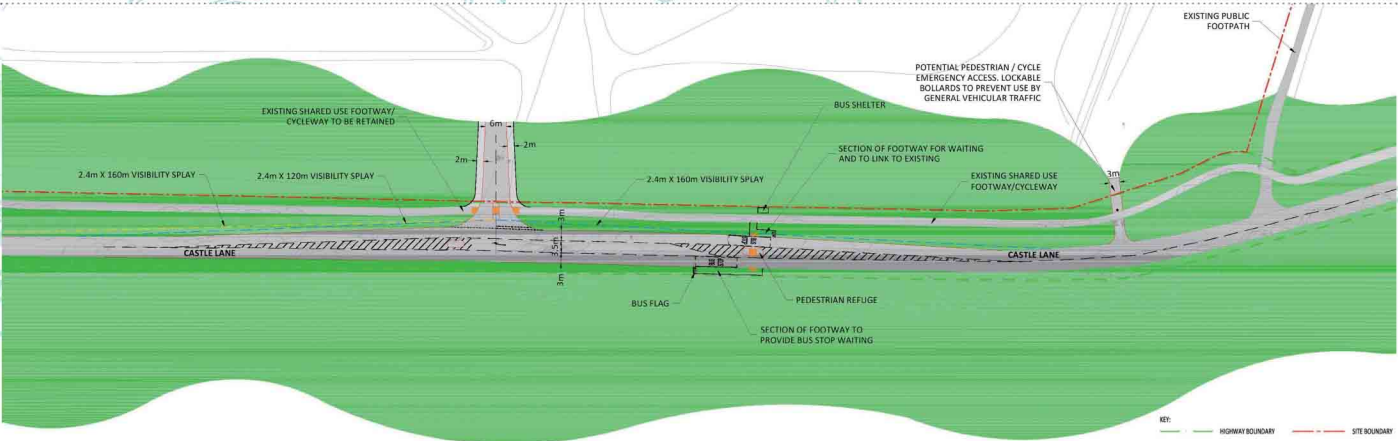 EXISTING PUBLIC
FOOTPATH
POTENTIAL PEDESTRIAN / CYCLE
EMERGENCY ACCESS. LOCKABLE
BOLLARDS TO PREVENT USE BY
GENERAL VEHICULAR TRAFFIC
EXISTING SHARED USE FOOTWAY/
CYCLEWAY TO BE RETAINED
BUS SHELTER
6m
2m
2m
SECTION OF FOOTWAY FOR WAITING
AND TO LINK TO EXISTING
2.4m X 160m VISIBILITY SPLAY
2.4m X 120m VISIBILITY SPLAY
2.4m X 160m VISIBILITY SPLAY
EXISTING SHARED USE
FOOTWAY/CYCLEWAY
3m
3m
3.5m
3m
CASTLE LANE
CASTLE LANE
BUS FLAG
PEDESTRIAN REFUGE
SECTION OF FOOTWAY TO
PROVIDE BUS STOP WAITING
KEY:
HIGHWAY BOUNDARY
SITE BOUNDARY